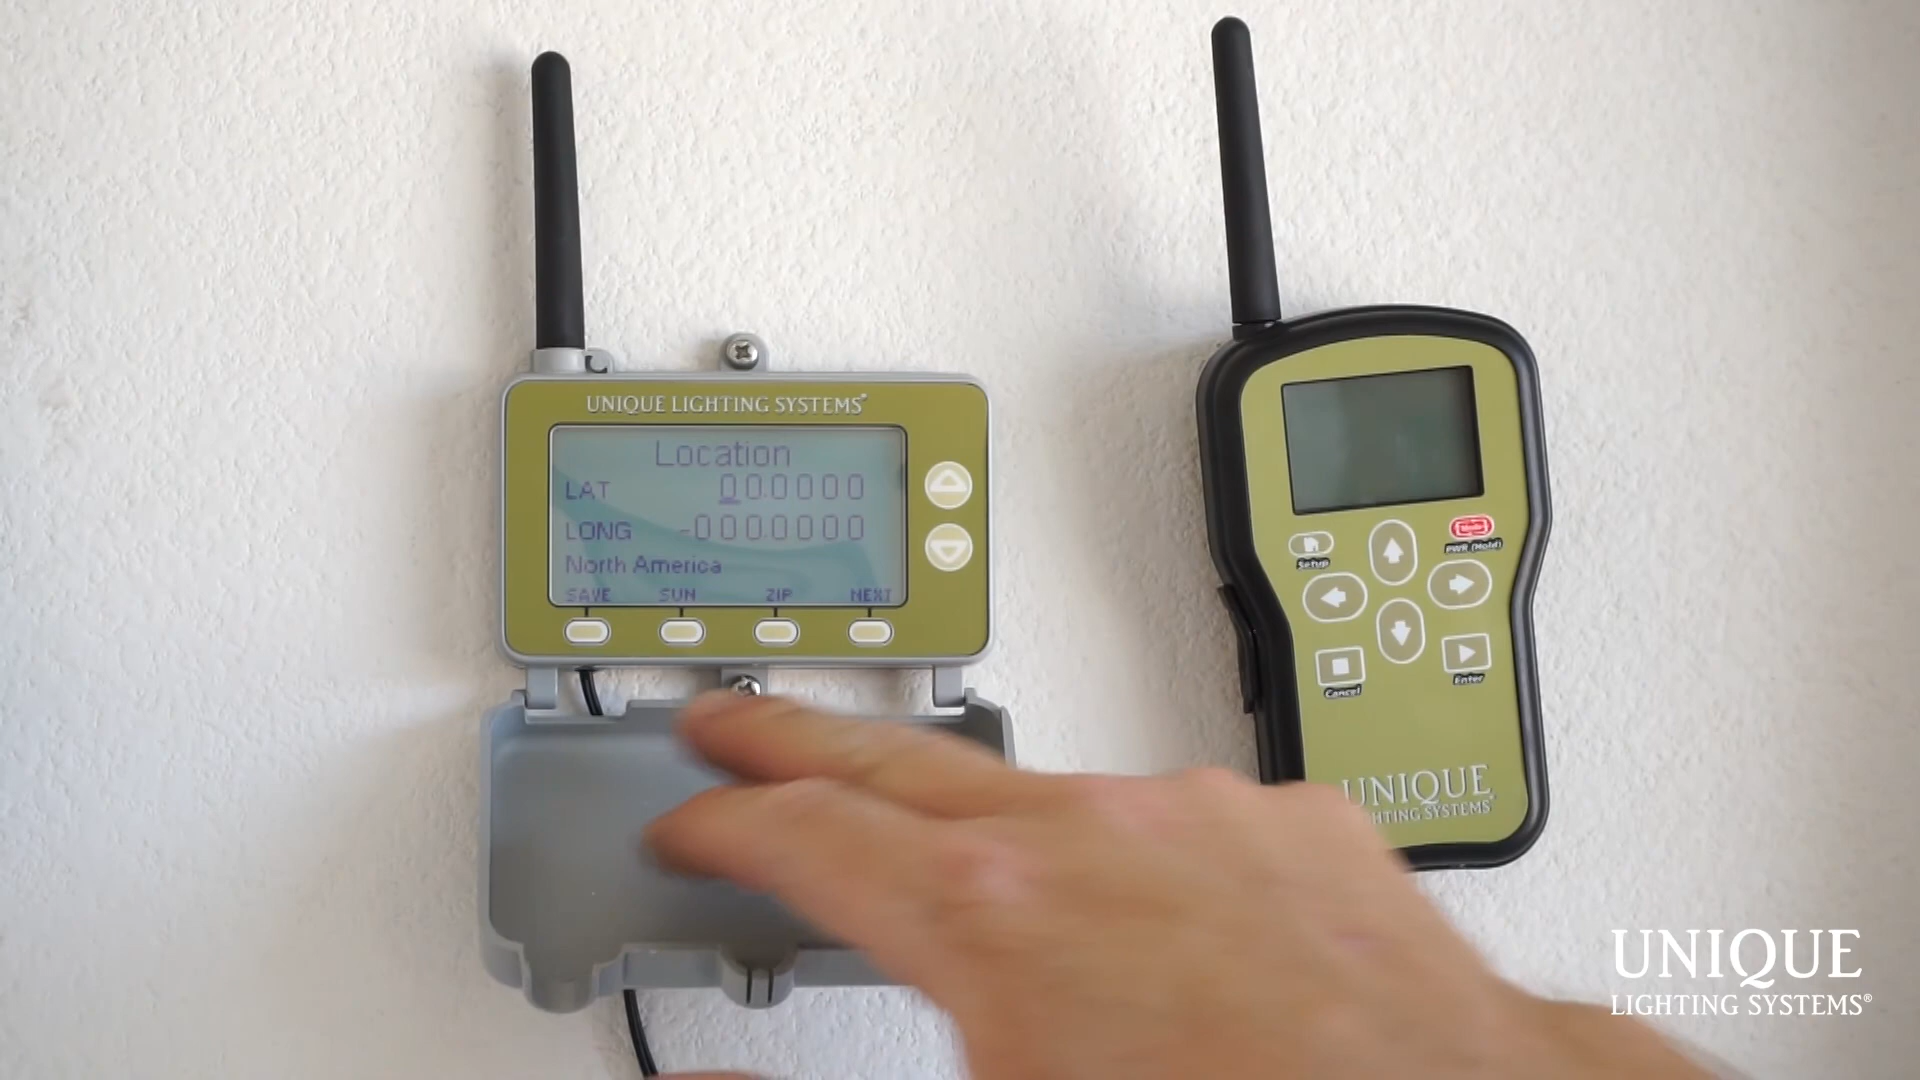 UNIQUE LIGHTING SYSTEMS®
Location
LAT 00.0000
LONG -000.0000
North America
SAVE SUN ZIP NEXT
Setup
PWR (Hold)
Cancel
Enter
UNIQUE
HTING SYSTEMS®
UNIQUE
LIGHTING SYSTEMS®